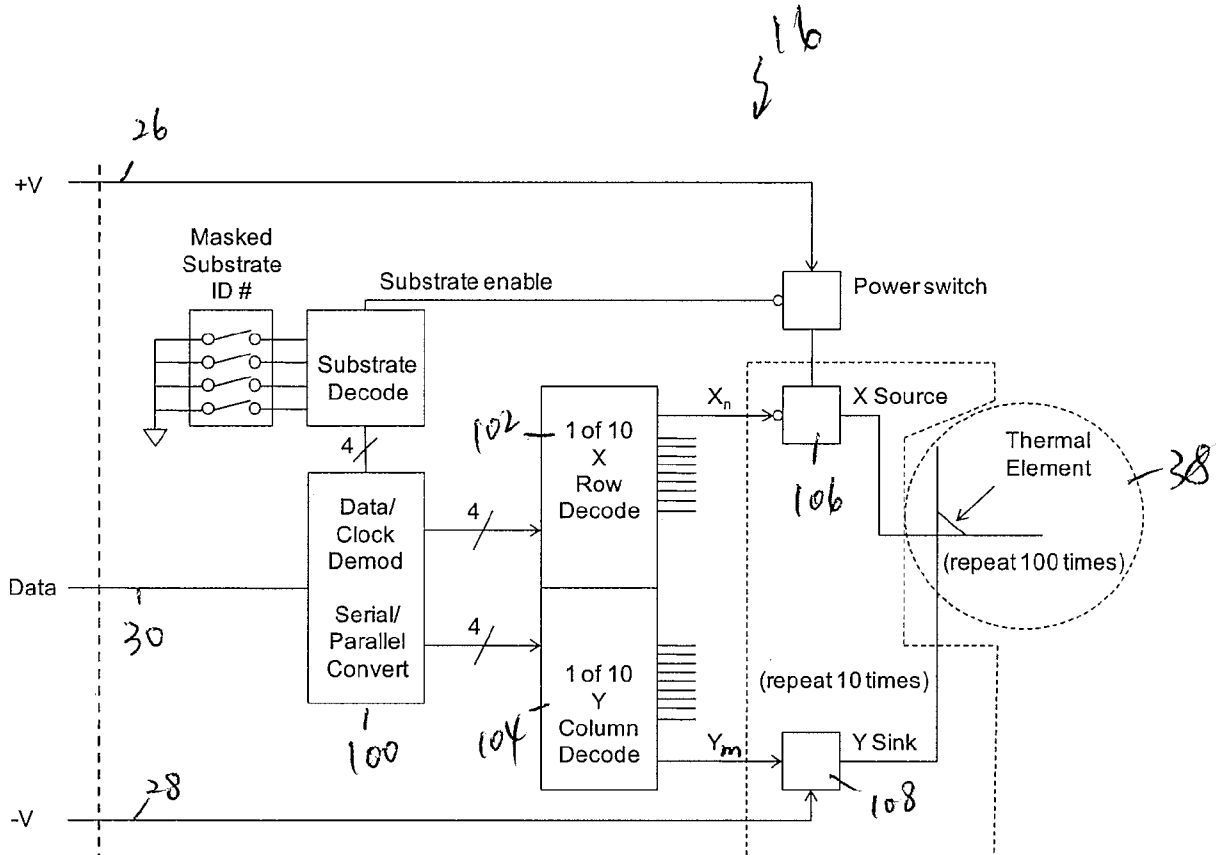 16
26
+V
Masked
Substrate
ID #
Substrate enable
Power switch
Substrate
Decode
4
102
1 of 10
X
Row
Decode
Xn
X Source
106
Thermal
Element
38
(repeat 100 times)
Data/
Clock
Demod
4
Data
30
Serial/
Parallel
Convert
4
100
104
1 of 10
Y
Column
Decode
(repeat 10 times)
Ym
Y Sink
108
28
-V